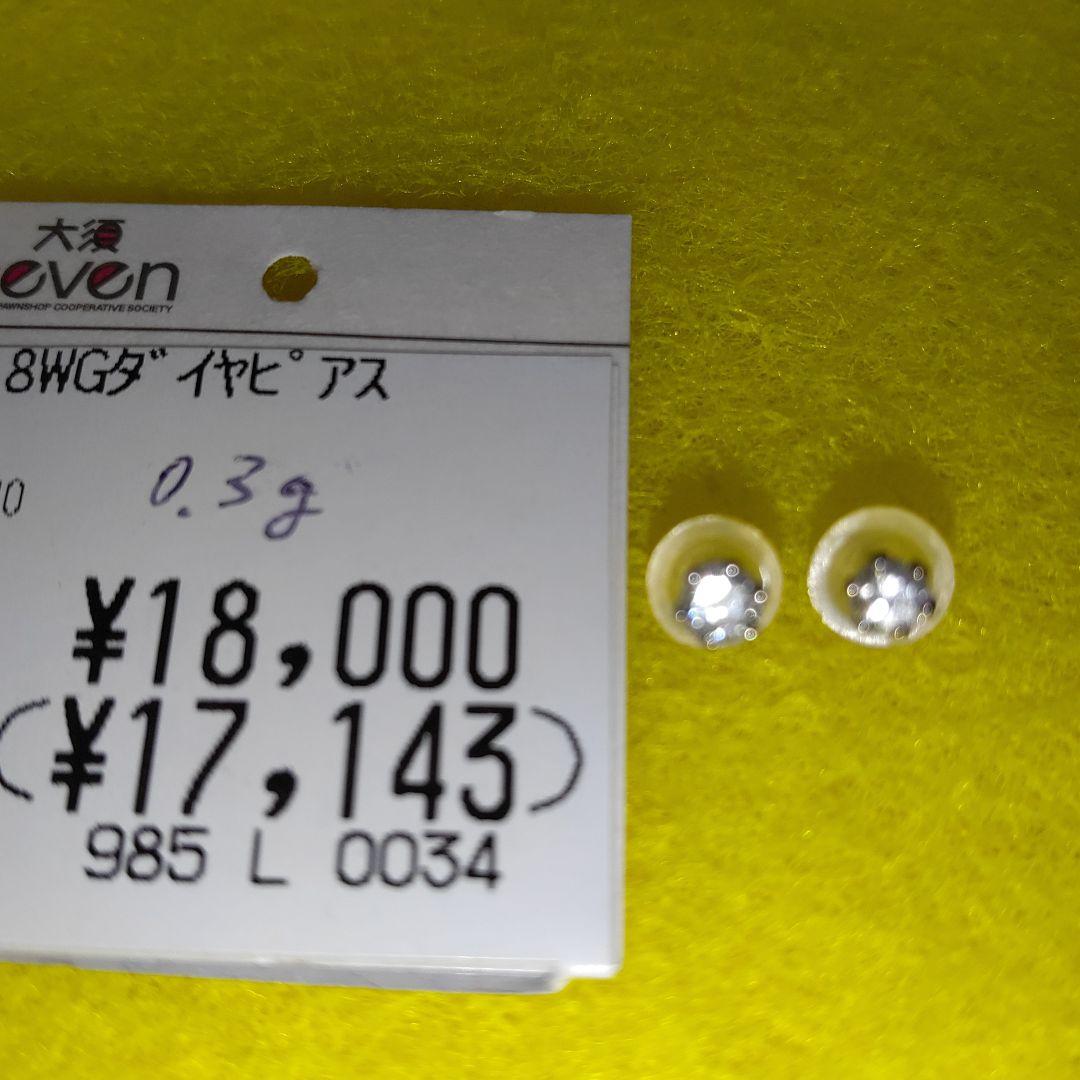 大須
even
PAWNSHOP COOPERATIVE SOCIETY
8WGダイヤピアス
0 0.3g
¥18,000
(¥17,143)
985 L 0034